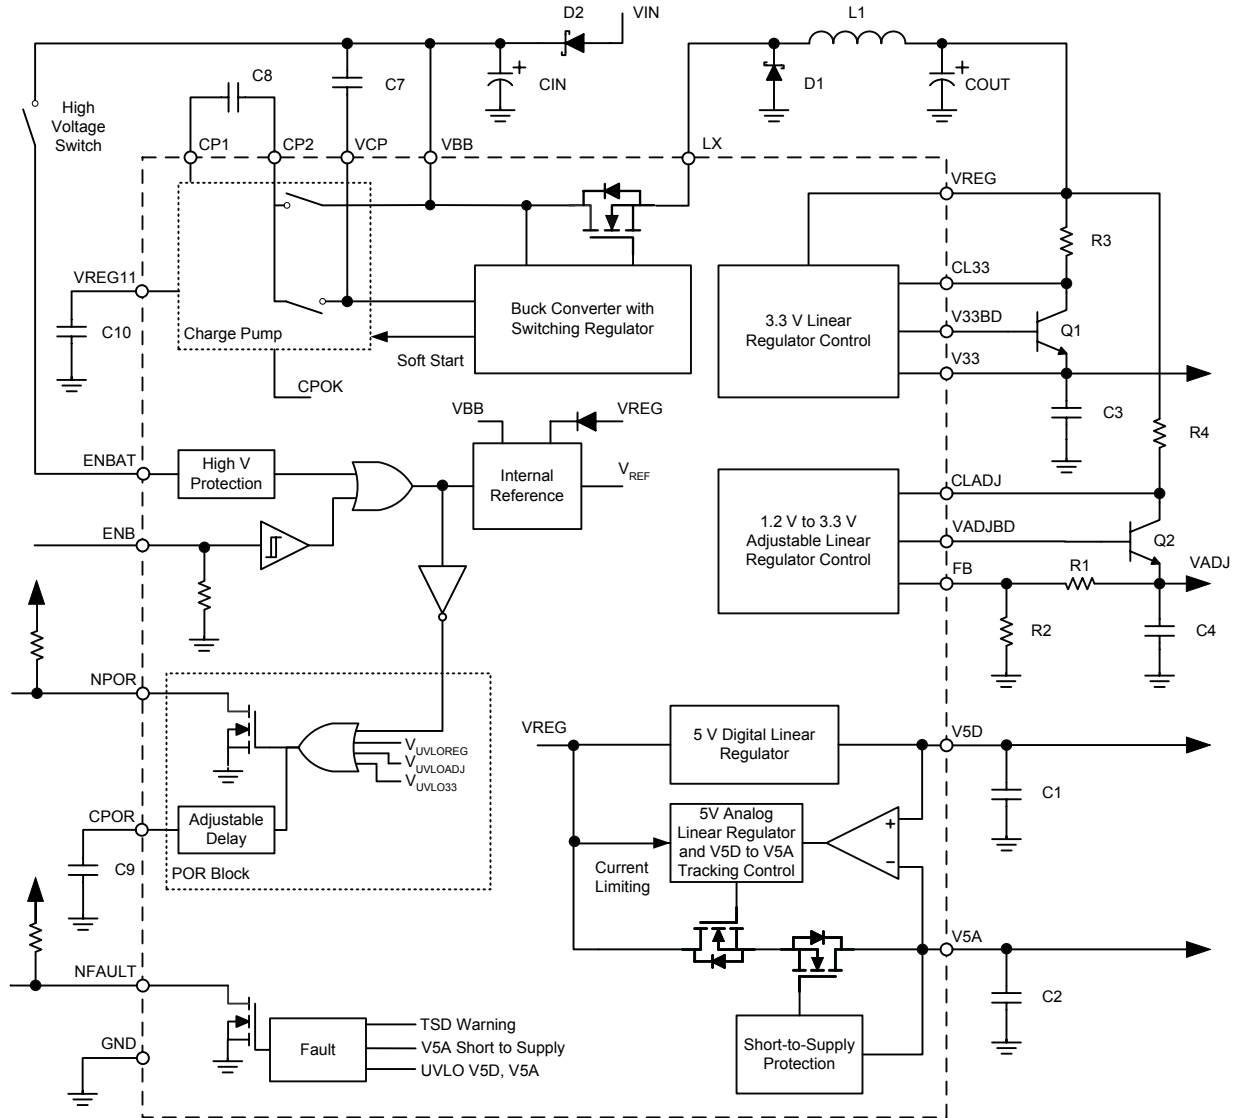 D2
VIN
L1
C8
C7
CIN
D1
COUT
High
Voltage
Switch
CP1
CP2
VCP
VBB
LX
VREG
R3
VREG11
CL33
Buck Converter with
Switching Regulator
3.3 V Linear
Regulator Control
V33BD
Q1
C10
Charge Pump
Soft Start
V33
CPOK
C3
VBB
VREG
R4
ENBAT
High V
Protection
Internal
Reference
VREF
CLADJ
1.2 V to 3.3 V
Adjustable Linear
Regulator Control
VADJBD
Q2
ENB
FB
R1
VADJ
R2
C4
NPOR
VREG
5 V Digital Linear
Regulator
V5D
VUVLOREG
VUVLOADJ
VUVLO33
C1
CPOR
Adjustable
Delay
5V Analog
Linear Regulator
and V5D to V5A
Tracking Control
+
–
C9
POR Block
Current
Limiting
V5A
NFAULT
C2
TSD Warning
Fault
V5A Short to Supply
UVLO V5D, V5A
Short-to-Supply
Protection
GND